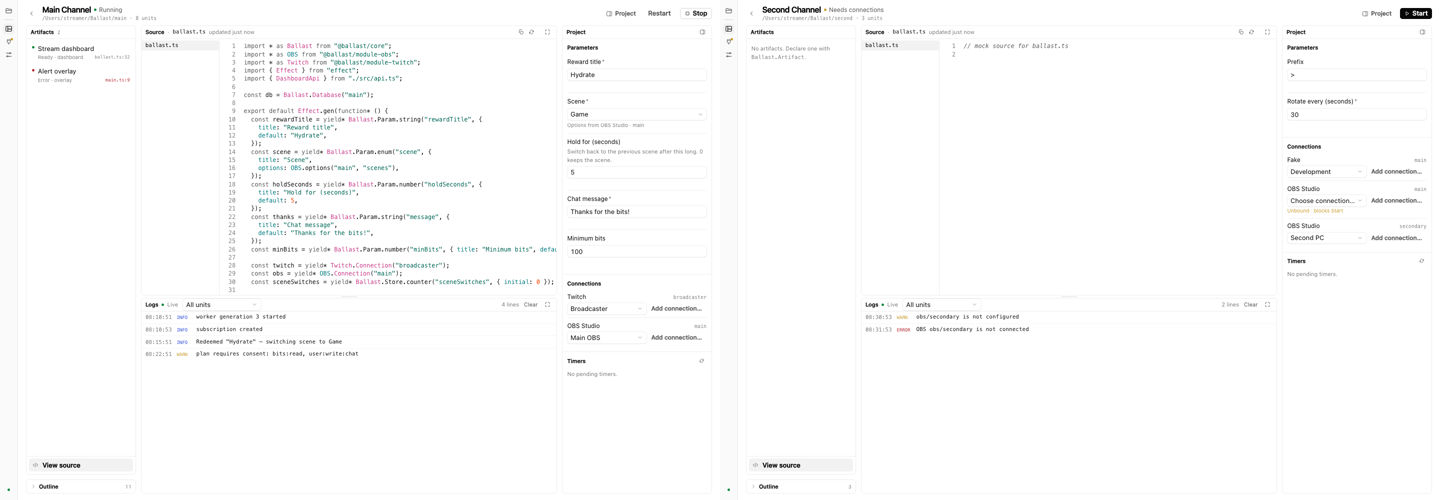 Main Channel • Running
/Users/streamer/Ballast/main · 0 units
Project
Restart
Stop
Artifacts 2
Stream dashboard
Ready · dashboard ballast.ts:32
Alert overlay
Error · overlay main.ts:9
View source
Outline 11
Source · ballast.ts updated just now
ballast.ts
1 import * as Ballast from "@ballast/core";
2 import * as OBS from "@ballast/module-obs";
3 import * as Twitch from "@ballast/module-twitch";
4 import { Effect } from "effect";
5 import { DashboardApi } from "./src/api.ts";
6
7 const db = Ballast.Database("main");
8
9 export default Effect.gen(function* () {
10 const rewardTitle = yield* Ballast.Param.string("rewardTitle", {
11 title: "Reward title",
12 default: "Hydrate",
13 });
14 const scene = yield* Ballast.Param.enum("scene", {
15 title: "Scene",
16 options: OBS.options("main", "scenes"),
17 });
18 const holdSeconds = yield* Ballast.Param.number("holdSeconds", {
19 title: "Hold for (seconds)",
20 default: 5,
21 });
22 const thanks = yield* Ballast.Param.string("message", {
23 title: "Chat message",
24 default: "Thanks for the bits!",
25 });
26 const minBits = yield* Ballast.Param.number("minBits", { title: "Minimum bits", defau
27
28 const twitch = yield* Twitch.Connection("broadcaster");
29 const obs = yield* OBS.Connection("main");
30 const sceneSwitches = yield* Ballast.Store.counter("sceneSwitches", { initial: 0 });
31
Logs • Live All units 4 lines Clear
08:10:51 INFO worker generation 3 started
08:10:53 INFO subscription created
08:15:51 INFO Redeemed "Hydrate" — switching scene to Game
08:22:51 WARN plan requires consent: bits:read, user:write:chat
Project
Parameters
Reward title*
Hydrate
Scene*
Game
Options from OBS Studio · main
Hold for (seconds)
Switch back to the previous scene after this long. 0
keeps the scene.
5
Chat message*
Thanks for the bits!
Minimum bits
100
Connections
Twitch broadcaster
Broadcaster Add connection...
OBS Studio main
Main OBS Add connection...
Timers
No pending timers.
Second Channel • Needs connections
/Users/streamer/Ballast/second · 3 units
Project
Start
Artifacts
No artifacts. Declare one with
Ballast.Artifact.
View source
Outline 3
Source · ballast.ts updated just now
ballast.ts
1 // mock source for ballast.ts
2
Logs • Live All units 2 lines Clear
08:30:53 WARN obs/secondary is not configured
08:31:53 ERROR OBS obs/secondary is not connected
Project
Parameters
Prefix
>
Rotate every (seconds)*
30
Connections
Fake main
Development Add connection...
OBS Studio main
Choose connection... Add connection...
Unbound · blocks Start
OBS Studio secondary
Second PC Add connection...
Timers
No pending timers.